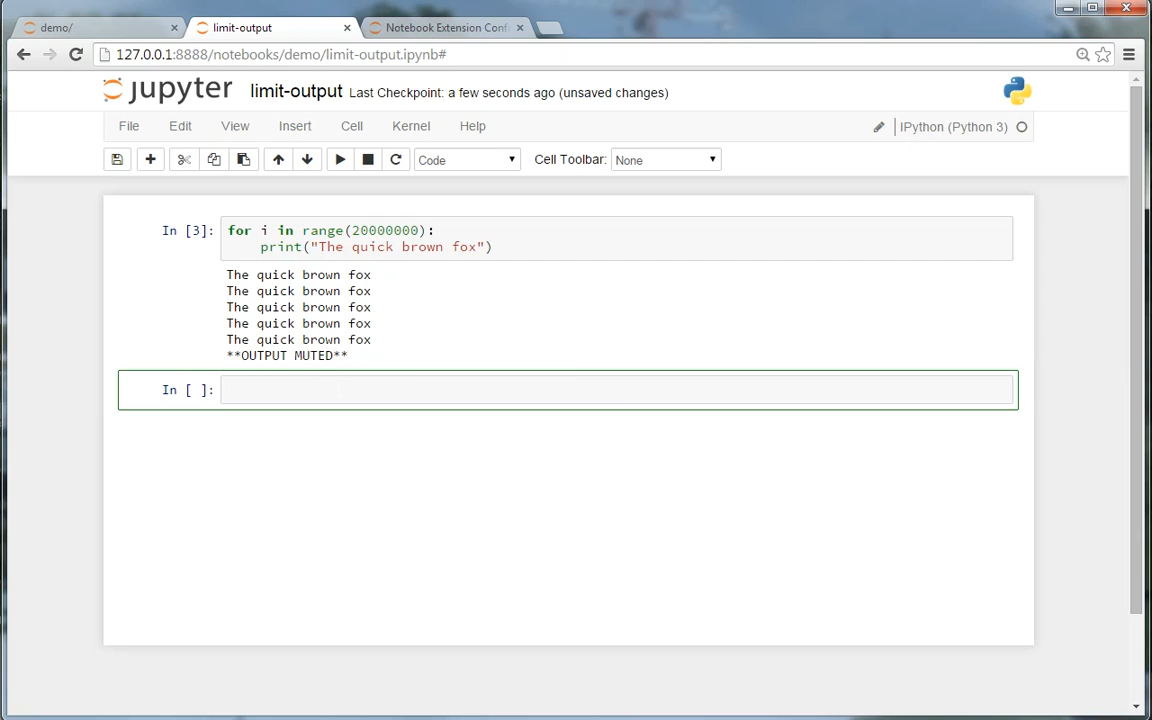 demo/
limit-output
Notebook Extension Conf
127.0.0.1:8888/notebooks/demo/limit-output.ipynb#
jupyter limit-output Last Checkpoint: a few seconds ago (unsaved changes)
File Edit View Insert Cell Kernel Help IPython (Python 3)
Code Cell Toolbar: None
In [3]: for i in range(20000000):
print("The quick brown fox")
The quick brown fox
The quick brown fox
The quick brown fox
The quick brown fox
The quick brown fox
**OUTPUT MUTED**
In [ ]: